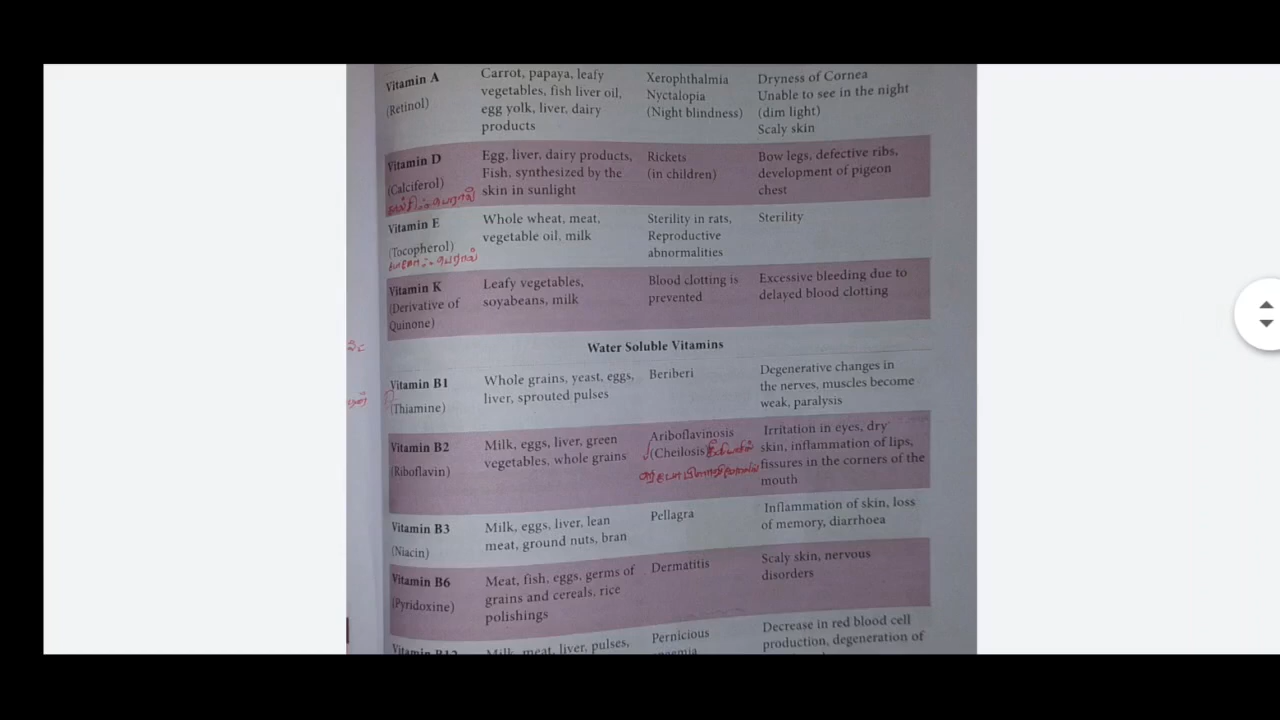 Vitamin A Carrot, papaya, leafy Xerophthalmia Dryness of Cornea
(Retinol) vegetables, fish liver oil, Nyctalopia Unable to see in the night
egg yolk, liver, dairy (Night blindness) (dim light)
products Scaly skin
Vitamin D Egg, liver, dairy products, Rickets Bow legs, defective ribs,
(Calciferol) Fish, synthesized by the (in children) development of pigeon
skin in sunlight chest
Vitamin E Whole wheat, meat, Sterility in rats, Sterility
(Tocopherol) vegetable oil, milk Reproductive
abnormalities
Vitamin K Leafy vegetables, Blood clotting is Excessive bleeding due to
(Derivative of soyabeans, milk prevented delayed blood clotting
Quinone)
Water Soluble Vitamins
Vitamin B1 Whole grains, yeast, eggs, Beriberi Degenerative changes in
(Thiamine) liver, sprouted pulses the nerves, muscles become
weak, paralysis
Vitamin B2 Milk, eggs, liver, green Ariboflavinosis Irritation in eyes, dry
(Riboflavin) vegetables, whole grains (Cheilosis) skin, inflammation of lips,
fissures in the corners of the
mouth
Vitamin B3 Milk, eggs, liver, lean Pellagra Inflammation of skin, loss
(Niacin) meat, ground nuts, bran of memory, diarrhoea
Vitamin B6 Meat, fish, eggs, germs of Dermatitis Scaly skin, nervous
(Pyridoxine) grains and cereals, rice disorders
polishings
Vitamin B12 Milk, meat, liver, pulses, Pernicious Decrease in red blood cell
production, degeneration of